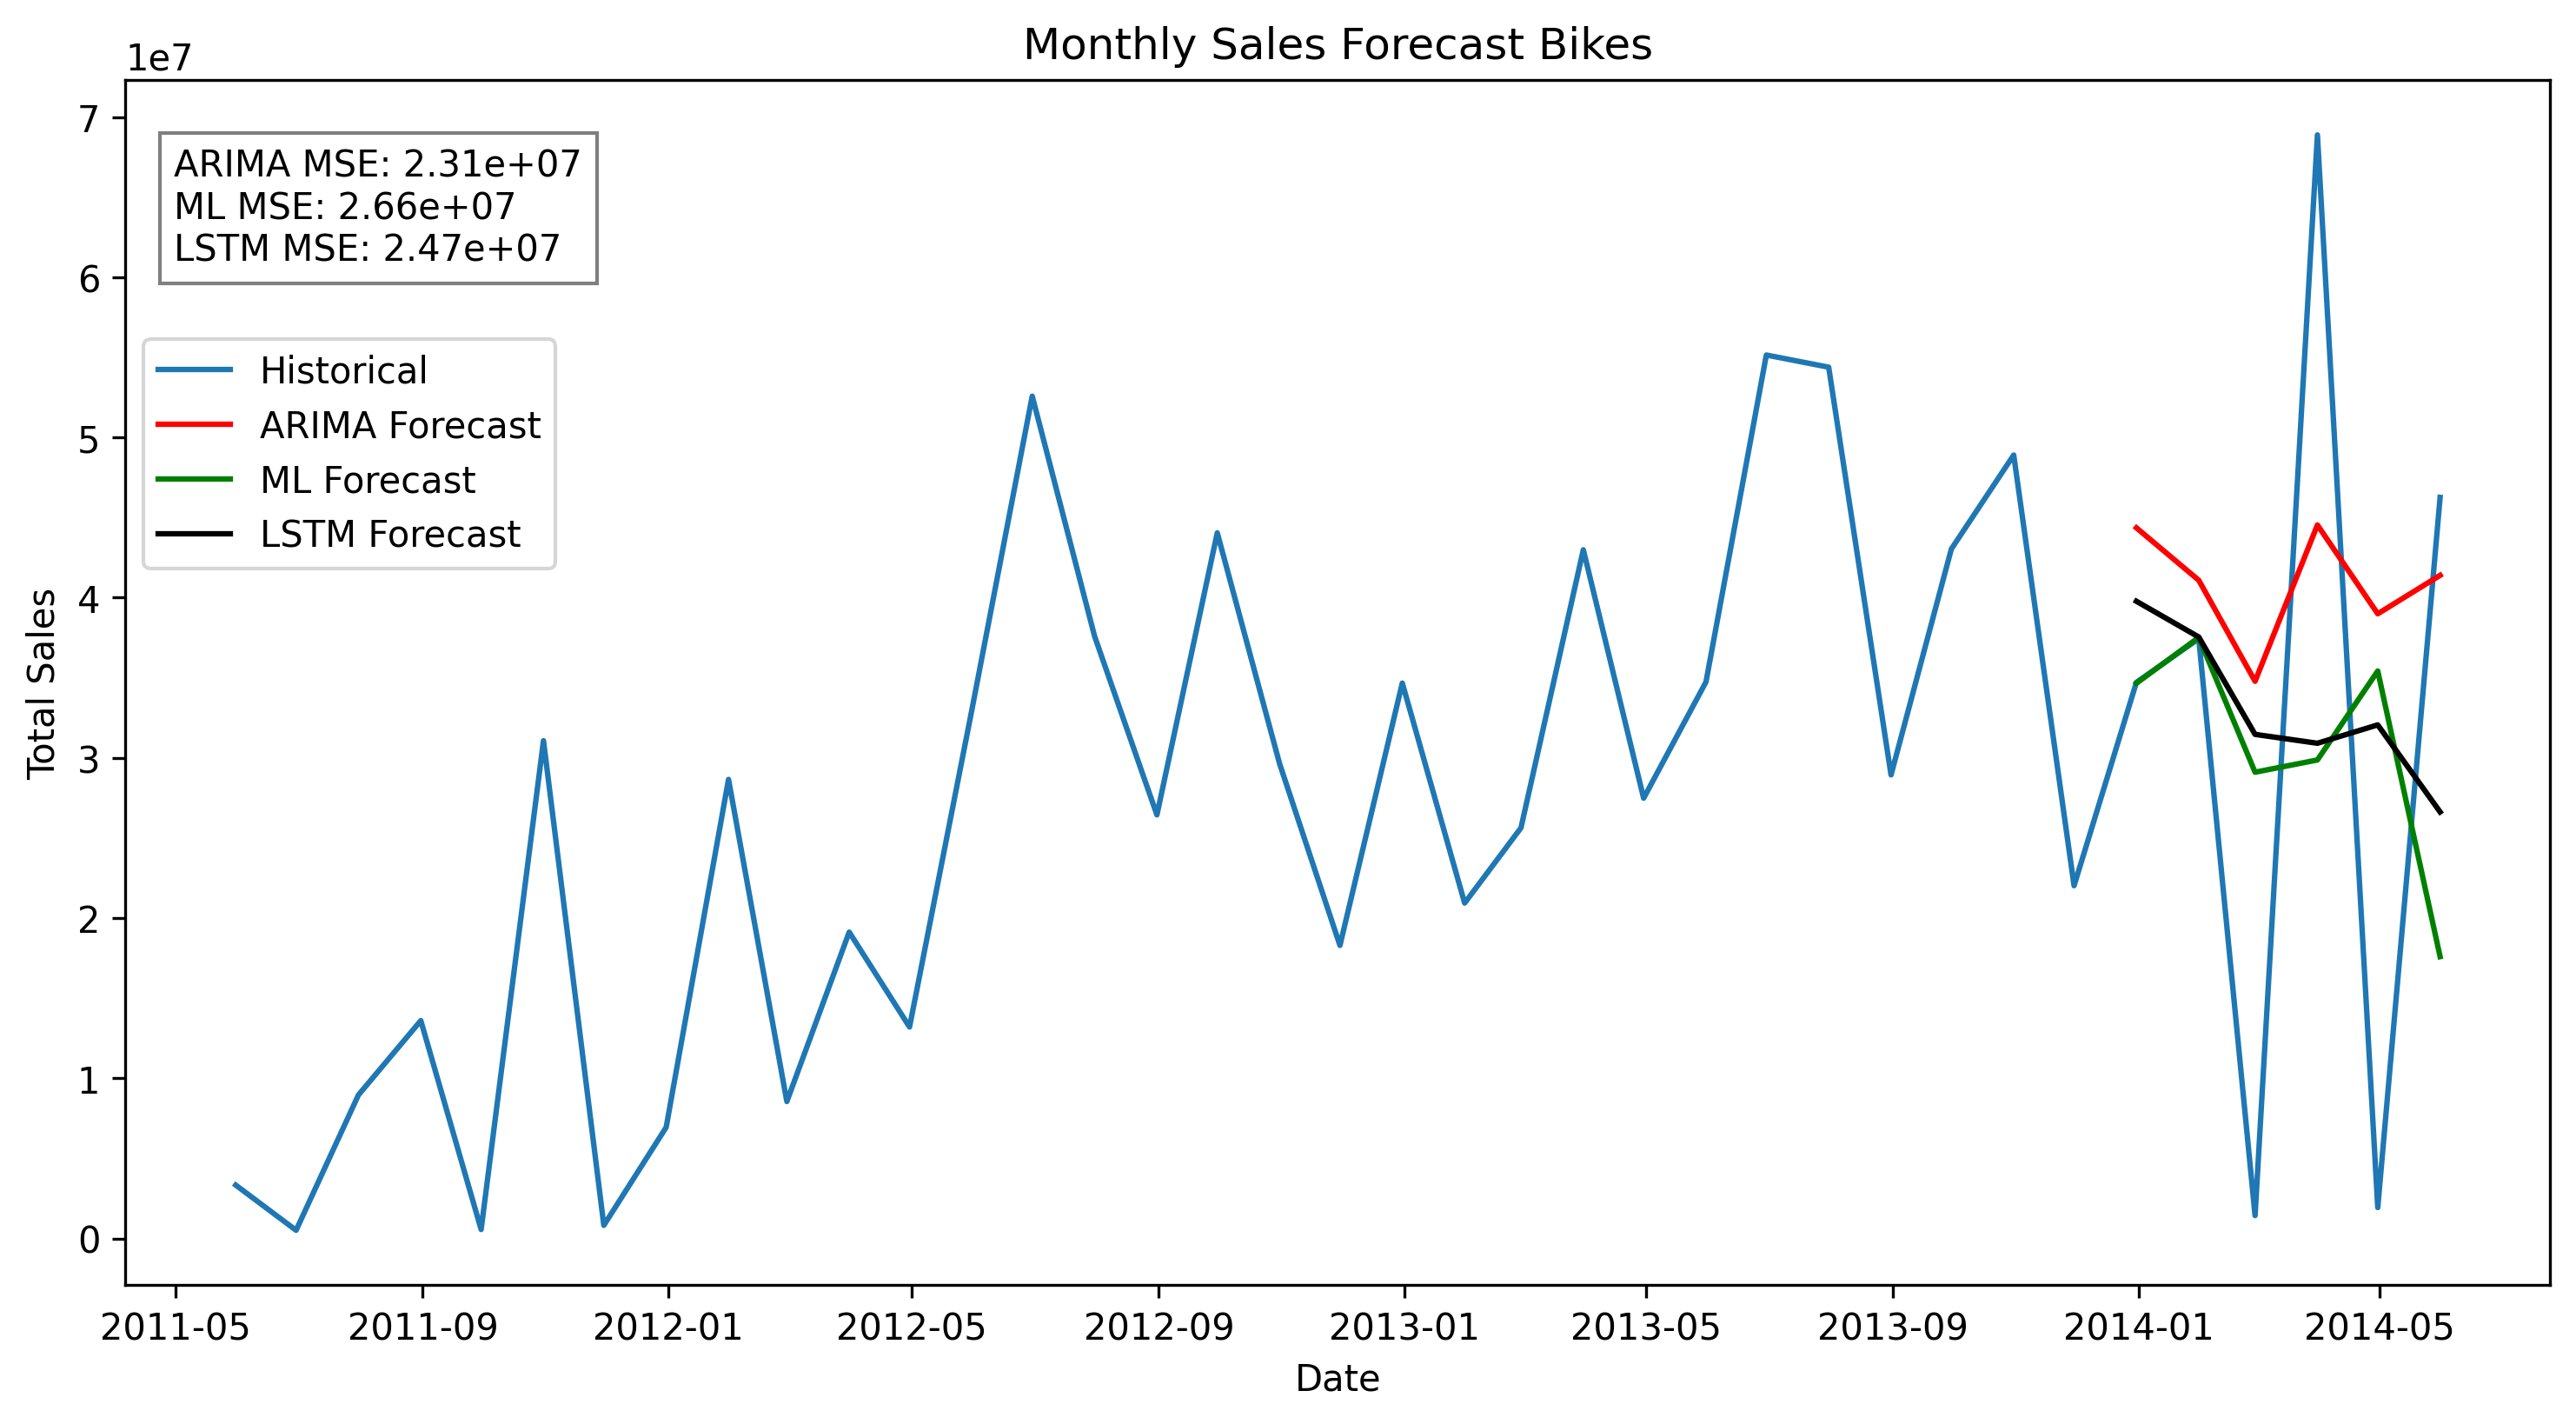 Monthly Sales Forecast Bikes
1e7
7
6
5
4
3
2
1
0
Total Sales
ARIMA MSE: 2.31e+07
ML MSE: 2.66e+07
LSTM MSE: 2.47e+07
Historical
ARIMA Forecast
ML Forecast
LSTM Forecast
2011-05 2011-09 2012-01 2012-05 2012-09 2013-01 2013-05 2013-09 2014-01 2014-05
Date